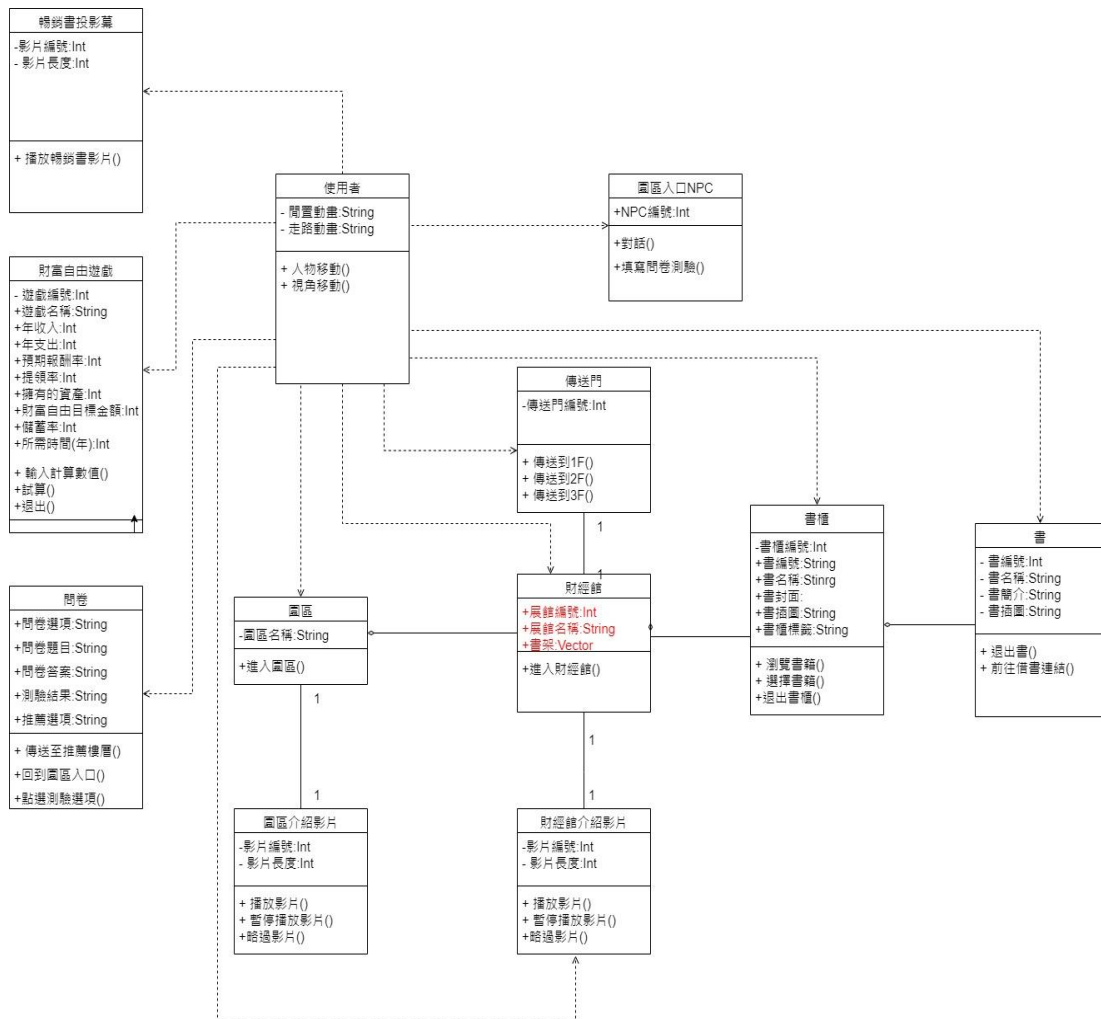 暢銷書投影幕
-影片編號:Int
- 影片長度:Int
+ 播放暢銷書影片()
使用者
- 閒置動畫:String
- 走路動畫:String
+ 人物移動()
+ 視角移動()
園區入口NPC
+NPC編號:Int
+對話()
+填寫問卷測驗()
財富自由遊戲
- 遊戲編號:Int
+遊戲名稱:String
+年收入:Int
+年支出:Int
+預期報酬率:Int
+提領率:Int
+擁有的資產:Int
+財富自由目標金額:Int
+儲蓄率:Int
+所需時間(年):Int
+ 輸入計算數值()
+試算()
+退出()
傳送門
-傳送門編號:Int
+ 傳送到1F()
+ 傳送到2F()
+ 傳送到3F()
1
1
書櫃
-書櫃編號:Int
+書編號:String
+書名稱:Stinrg
+書封面:
+書插圖:String
+書櫃標籤:String
+ 瀏覽書籍()
+ 選擇書籍()
+退出書櫃()
書
- 書編號:Int
- 書名稱:String
- 書簡介:String
- 書插圖:String
+ 退出書()
+ 前往借書連結()
問卷
+問卷選項:String
+問卷題目:String
+問卷答案:String
+測驗結果:String
+推薦選項:String
+ 傳送至推薦樓層()
+回到園區入口()
+點選測驗選項()
園區
-園區名稱:String
+進入園區()
1
1
財經館
+展館編號:Int
+展館名稱:String
+書架:Vector
+進入財經館()
1
1
園區介紹影片
-影片編號:Int
- 影片長度:Int
+ 播放影片()
+ 暫停播放影片()
+略過影片()
財經館介紹影片
-影片編號:Int
- 影片長度:Int
+ 播放影片()
+ 暫停播放影片()
+略過影片()